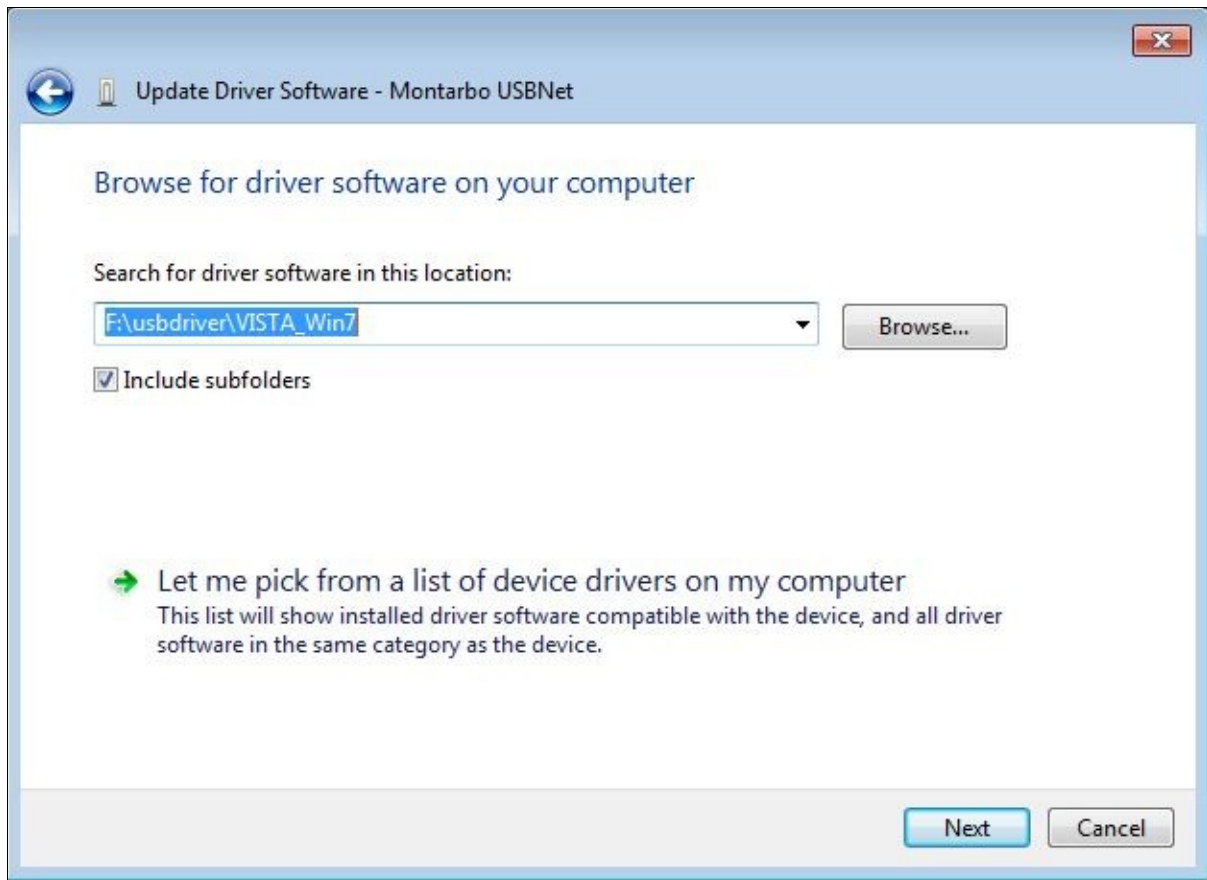 Update Driver Software - Montarbo USBNet
Browse for driver software on your computer
Search for driver software in this location:
F:\usbdriver\VISTA_Win7
Browse...
Include subfolders
Let me pick from a list of device drivers on my computer
This list will show installed driver software compatible with the device, and all driver
software in the same category as the device.
Next
Cancel